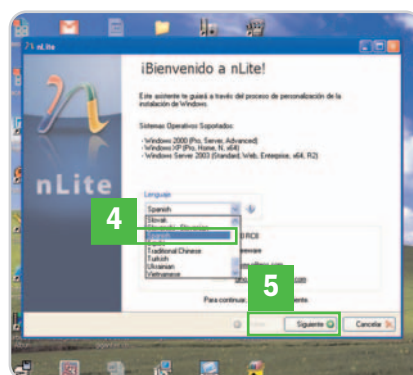 nLite
¡Bienvenido a nLite!
Este asistente te guiará a través del proceso de personalización de la
instalación de Windows.
Sistemas Operativos Soportados:
- Windows 2000 (Pro, Server, Advanced)
- Windows XP (Pro, Home, N, x64)
- Windows Server 2003 (Standard, Web, Enterprise, x64, R2)
nLite
Lenguaje
Spanish
Slovak
4
Spanish
Traditional Chinese
Turkish
Ukrainian
Vietnamese
Para continuar,
5
Siguiente
Cancelar